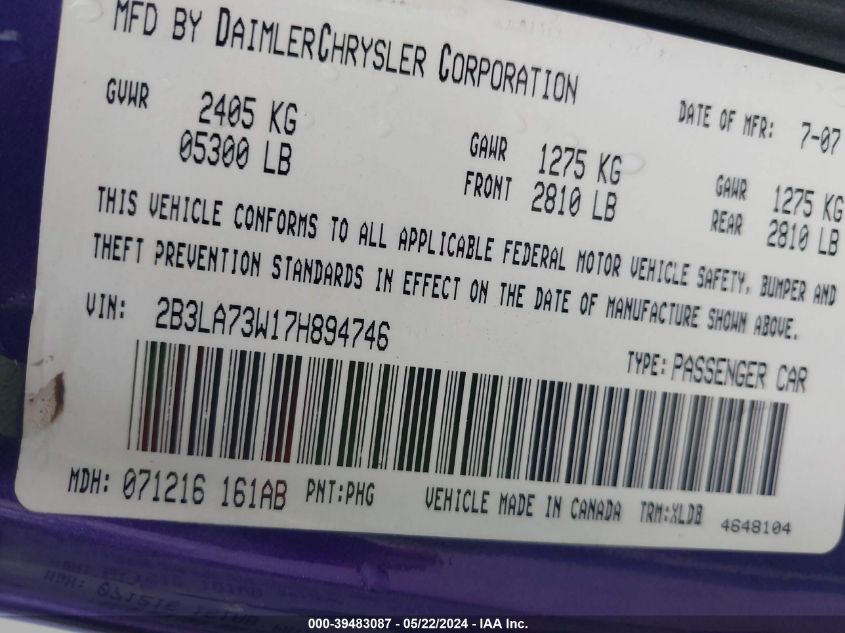 MFD BY DAIMLERCHRYSLER CORPORATION
DATE OF MFR: 7-07
GVWR 2405 KG
05300 LB
GAWR FRONT 1275 KG
2810 LB
GAWR REAR 1275 KG
2810 LB
THIS VEHICLE CONFORMS TO ALL APPLICABLE FEDERAL MOTOR VEHICLE SAFETY, BUMPER AND
THEFT PREVENTION STANDARDS IN EFFECT ON THE DATE OF MANUFACTURE SHOWN ABOVE.
VIN: 2B3LA73W17H894746
TYPE: PASSENGER CAR
MDH: 071216 161AB PNT:PHG VEHICLE MADE IN CANADA TRM:XLDB 4648104
000-39483087 - 05/22/2024 - IAA Inc.